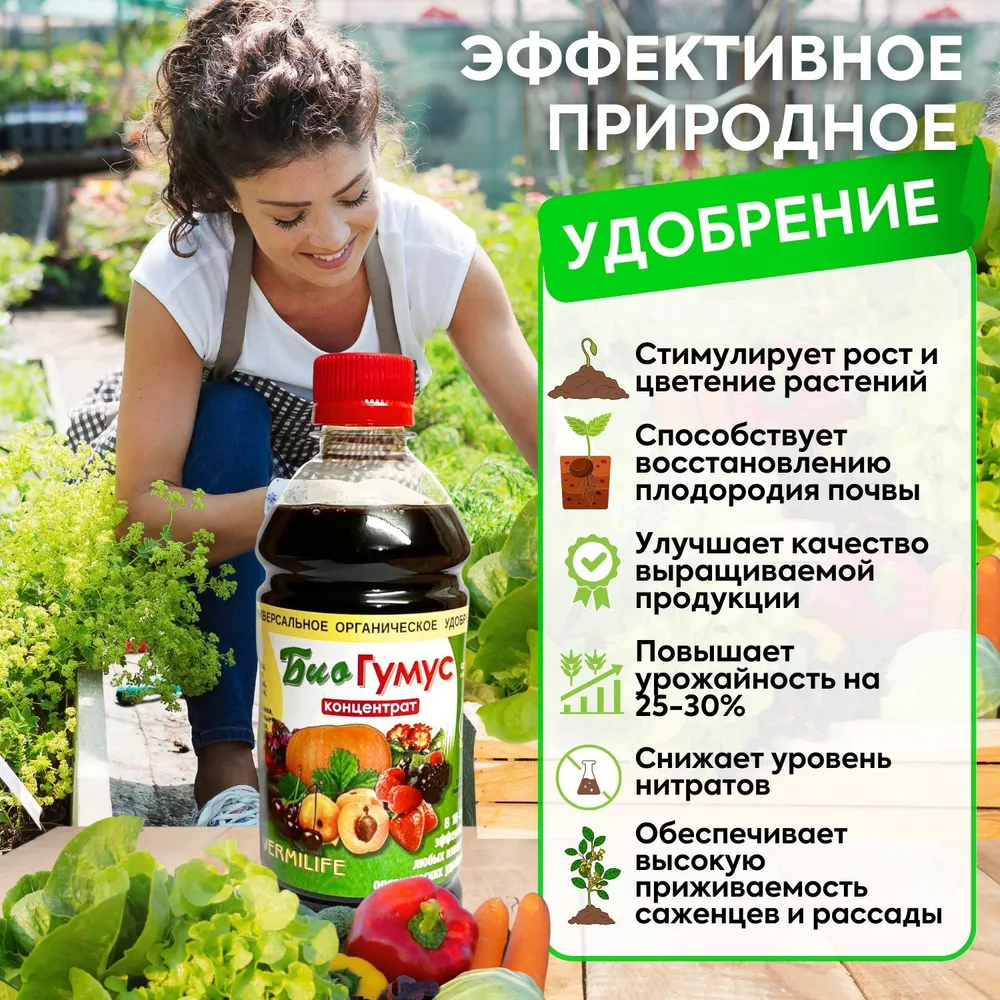 ЭФФЕКТИВНОЕ
ПРИРОДНОЕ
УДОБРЕНИЕ
Стимулирует рост и
цветение растений
Способствует
восстановлению
плодородия почвы
Улучшает качество
выращиваемой
продукции
Повышает
урожайность на
25-30%
Снижает уровень
нитратов
Обеспечивает
высокую
приживаемость
саженцев и рассады
ОРГАНИЧЕСКОЕ
БиоГумус
концентрат
VERMILIFE